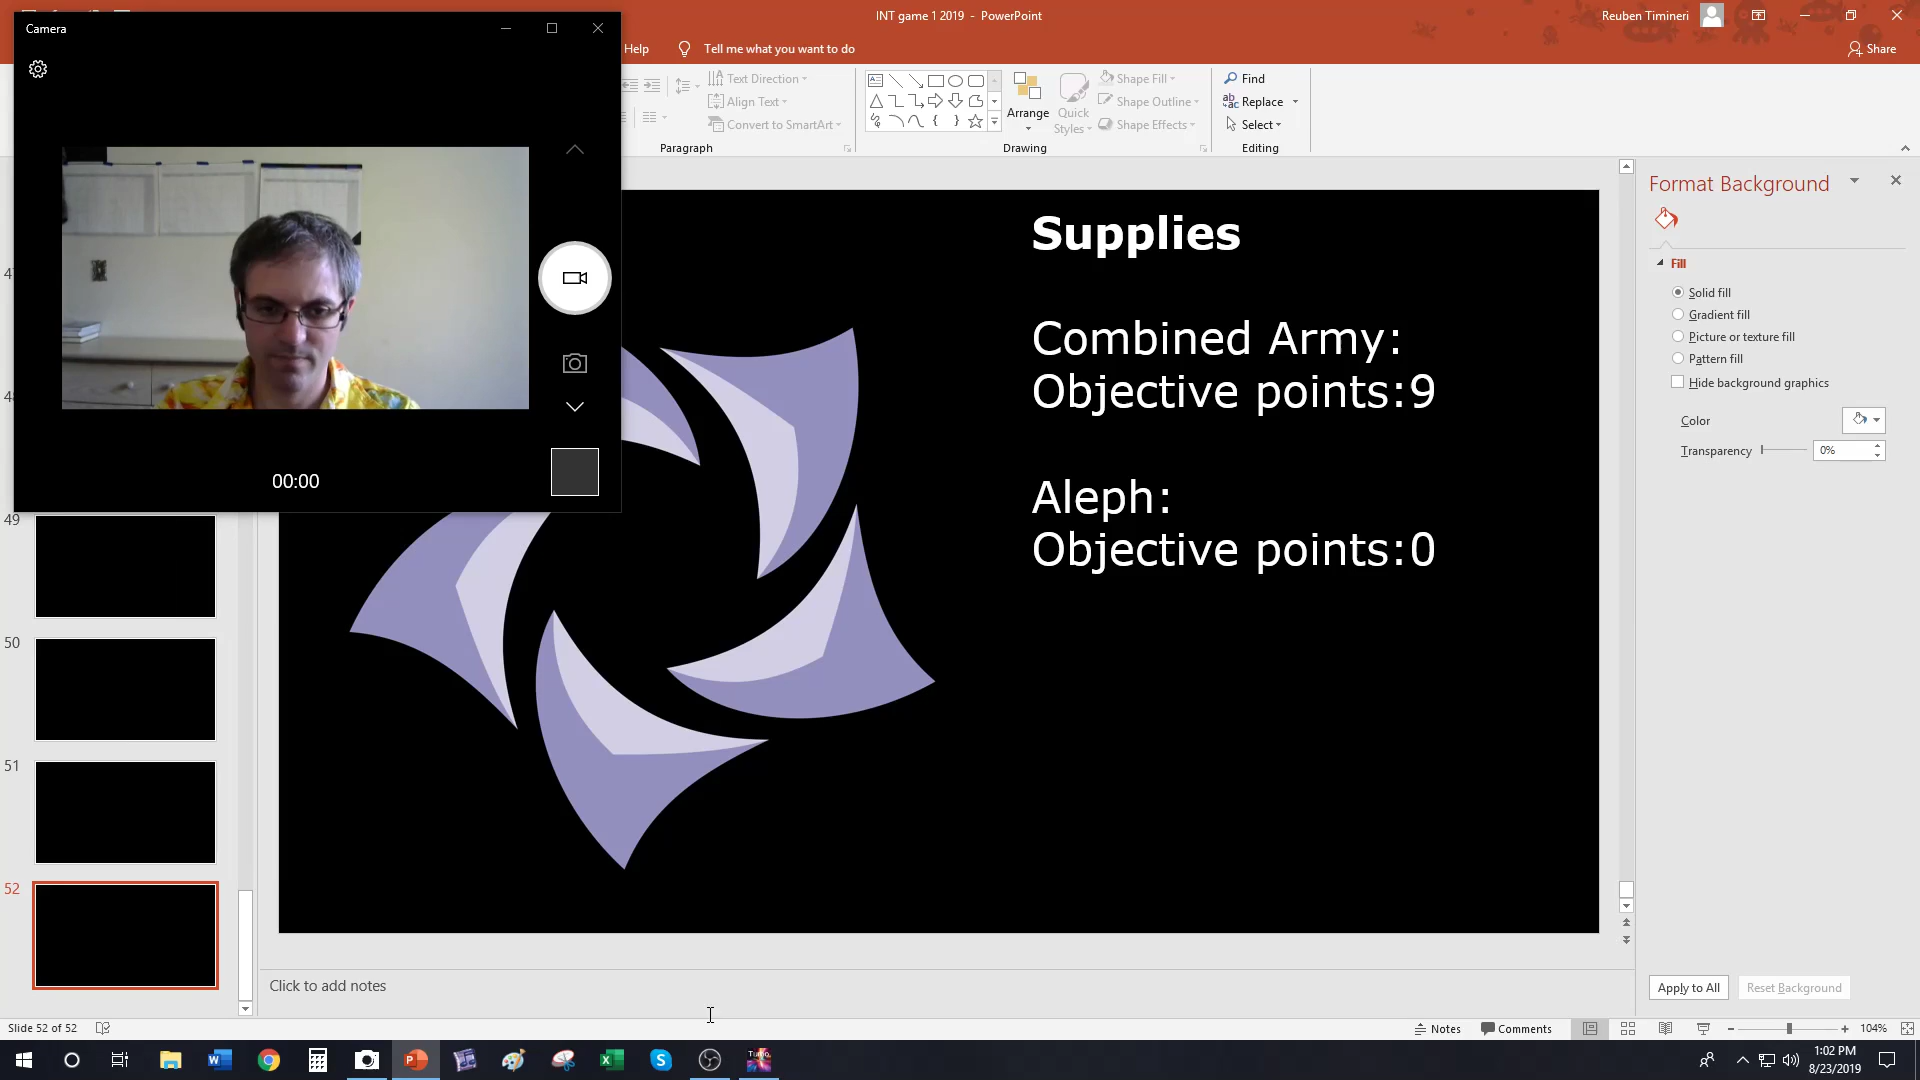 Camera
INT game 1 2019 - PowerPoint
Reuben Timineri
Help
Tell me what you want to do
Share
Text Direction
Align Text
Convert to SmartArt
Paragraph
Arrange
Quick
Styles
Shape Fill
Shape Outline
Shape Effects
Drawing
Find
Replace
Select
Editing
00:00
49
50
51
52
Supplies
Combined Army:
Objective points:9
Aleph:
Objective points:0
Format Background
Fill
Solid fill
Gradient fill
Picture or texture fill
Pattern fill
Hide background graphics
Color
Transparency
0%
Apply to All
Reset Background
Click to add notes
Slide 52 of 52
Notes
Comments
104%
1:02 PM
8/23/2019